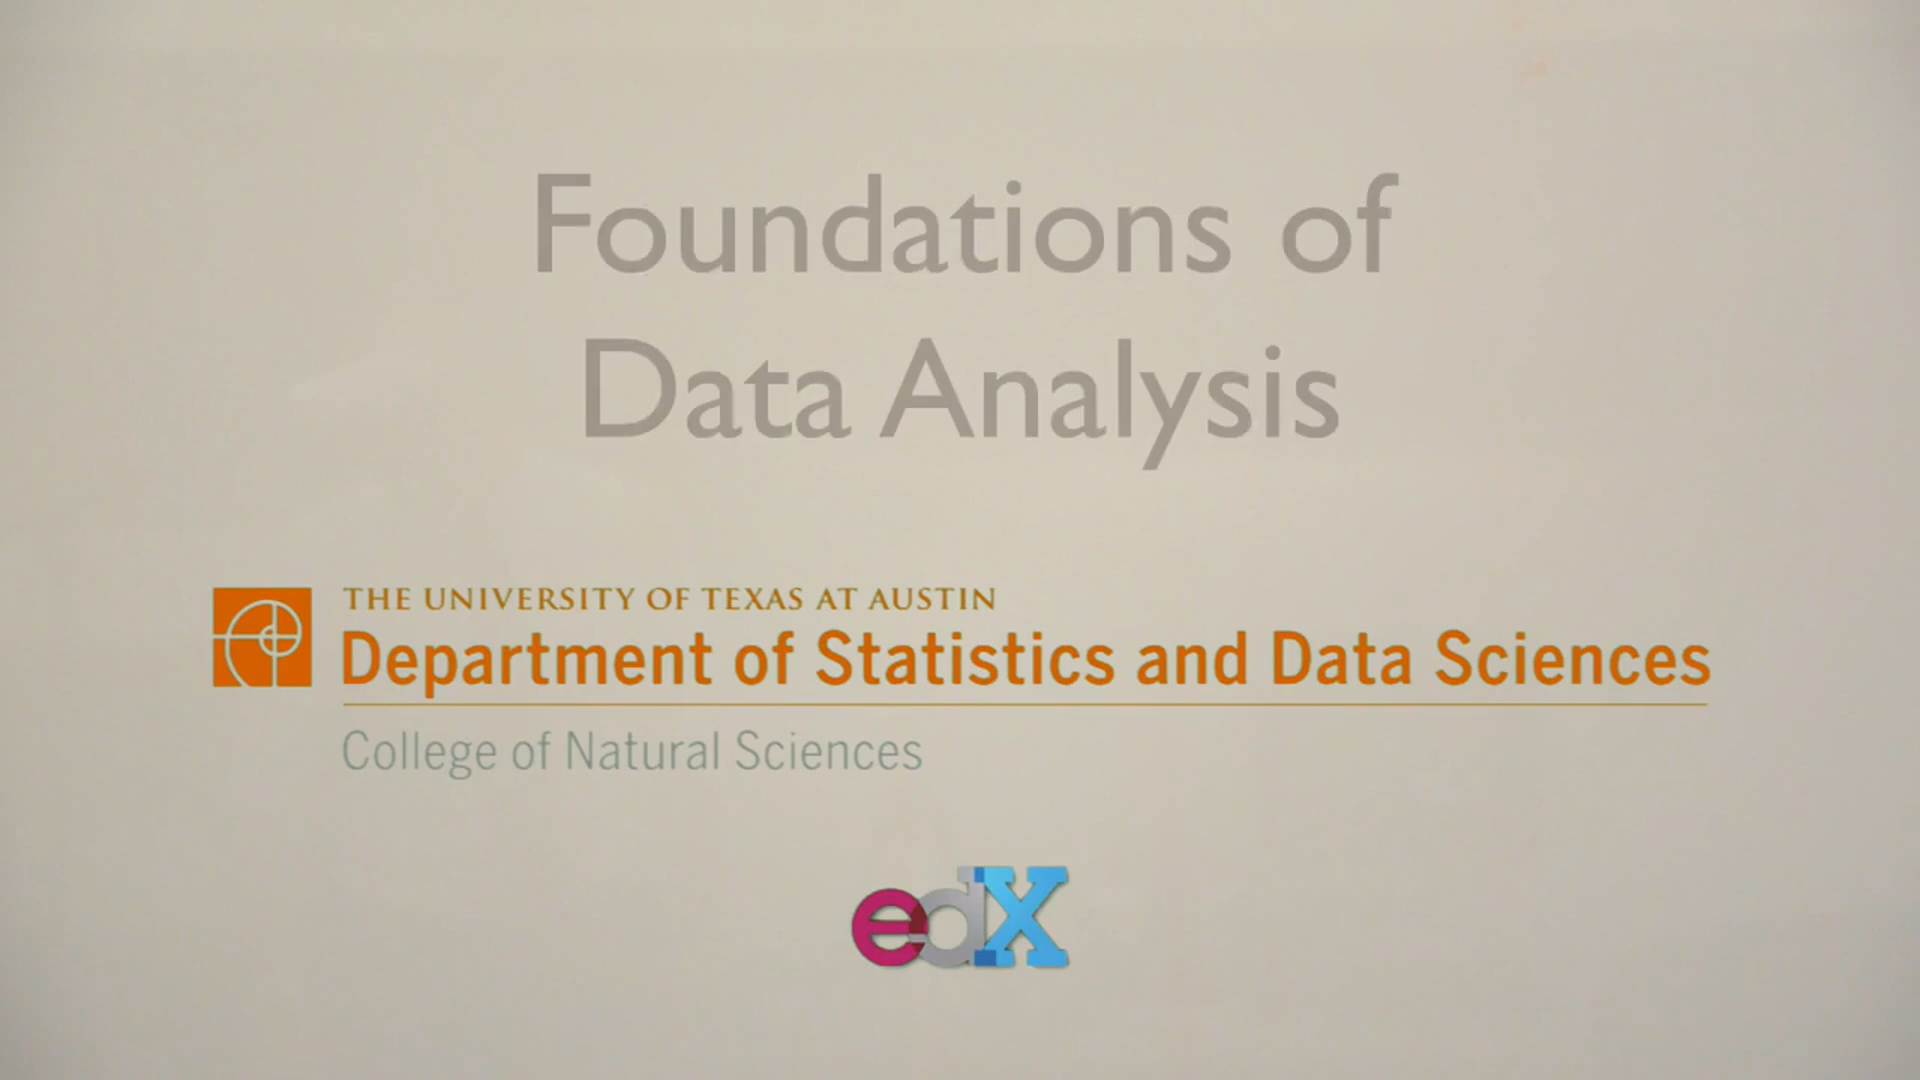 Foundations of
Data Analysis
THE UNIVERSITY OF TEXAS AT AUSTIN
Department of Statistics and Data Sciences
College of Natural Sciences
edX